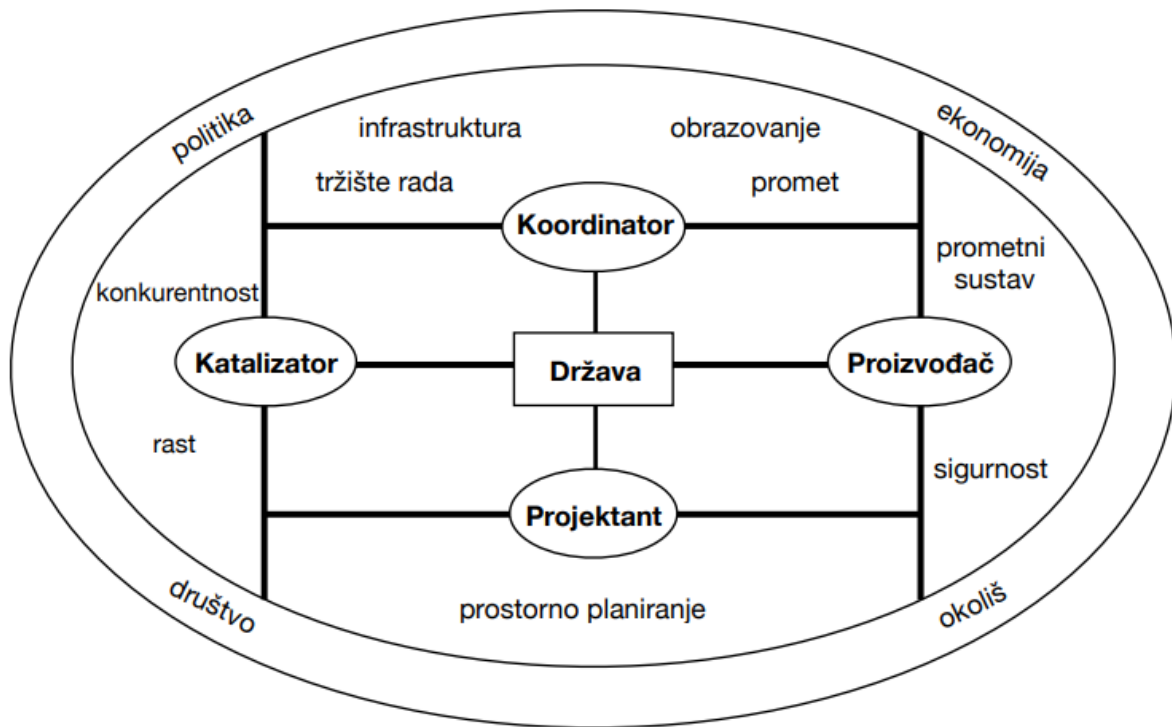 politika
ekonomija
infrastruktura
obrazovanje
tržište rada
promet
Koordinator
prometni
sustav
konkurentnost
Katalizator
Država
Proizvođač
rast
sigurnost
Projektant
društvo
prostorno planiranje
okoliš